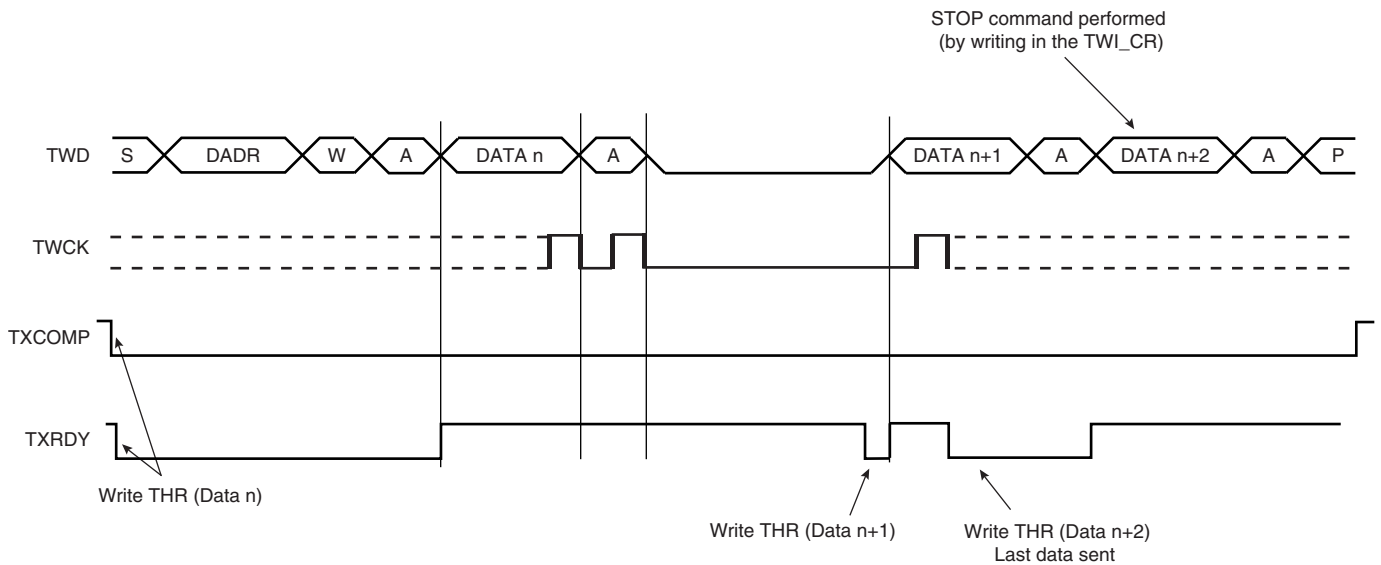 STOP command performed
(by writing in the TWI_CR)
TWD
S
DADR
W
A
DATA n
A
DATA n+1
A
DATA n+2
A
P
TWCK
TXCOMP
TXRDY
Write THR (Data n)
Write THR (Data n+1)
Write THR (Data n+2)
Last data sent